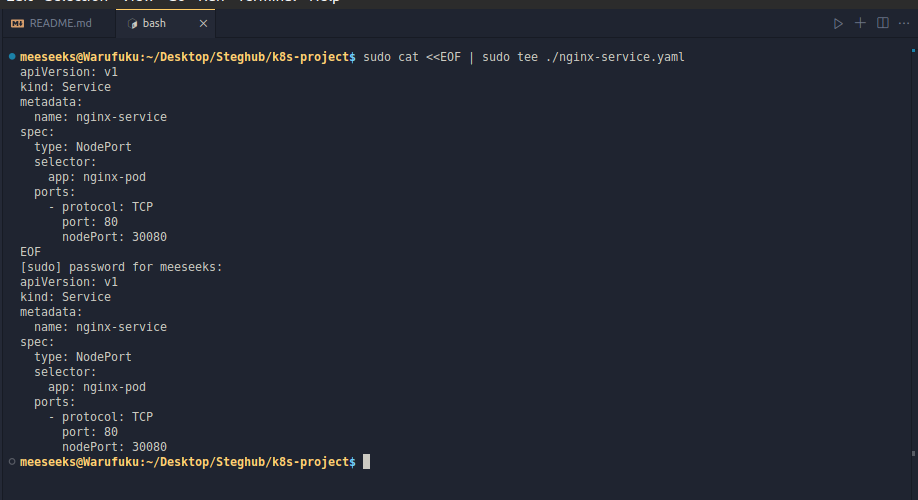 README.md
bash
meeseeks@Warufuku:~/Desktop/Steghub/k8s-project$ sudo cat <<EOF | sudo tee ./nginx-service.yaml
apiVersion: v1
kind: Service
metadata:
  name: nginx-service
spec:
  type: NodePort
  selector:
    app: nginx-pod
  ports:
    - protocol: TCP
      port: 80
      nodePort: 30080
EOF
[sudo] password for meeseeks:
apiVersion: v1
kind: Service
metadata:
  name: nginx-service
spec:
  type: NodePort
  selector:
    app: nginx-pod
  ports:
    - protocol: TCP
      port: 80
      nodePort: 30080
meeseeks@Warufuku:~/Desktop/Steghub/k8s-project$